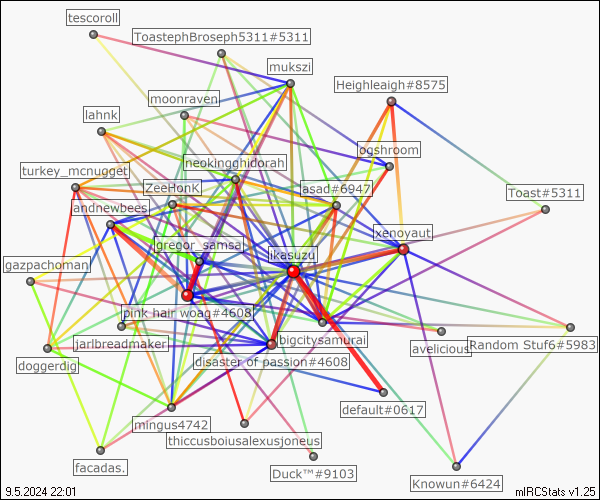 tescoroll
ToastephBroseph5311#5311
mukszi
Heighleaigh#8575
moonraven
lahnk
ogshroom
neokingghidorah
turkey_mcnugget
ZeeHonK
asad#6947
Toast#5311
andnewbees
xenoyaut
gregor_samsa
ikasuzu
gazpachoman
pink hair woag#4608
bigcitysamurai
jarlbreadmaker
avelicious
Random Stuf6#5983
disaster of passion#4608
doggerdig
default#0617
mingus4742
thiccusboiusalexusjoneus
facadas.
Duck™#9103
Knowun#6424
9.5.2024 22:01
mIRCStats v1.25